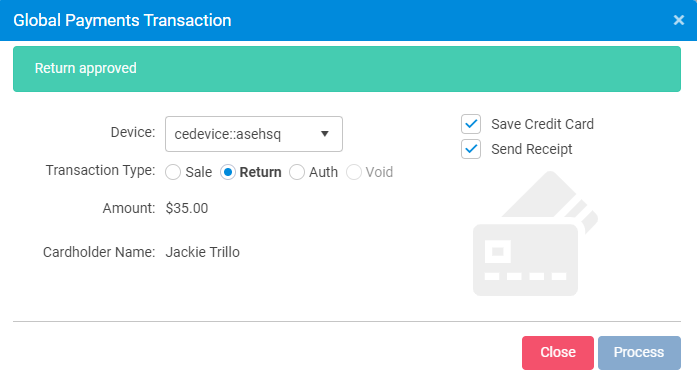 Global Payments Transaction ×
Return approved
Device: cedevice::asehsq
Save Credit Card
Send Receipt
Transaction Type: Sale Return Auth Void
Amount: $35.00
Cardholder Name: Jackie Trillo
Close Process